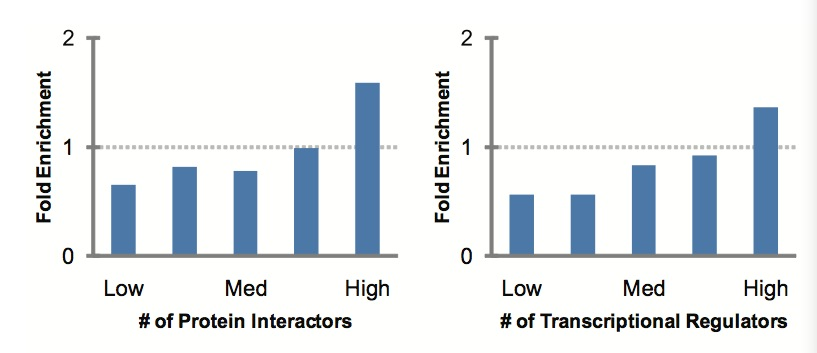 2
1
0
Fold Enrichment
Low Med High
# of Protein Interactors
2
1
0
Fold Enrichment
Low Med High
# of Transcriptional Regulators